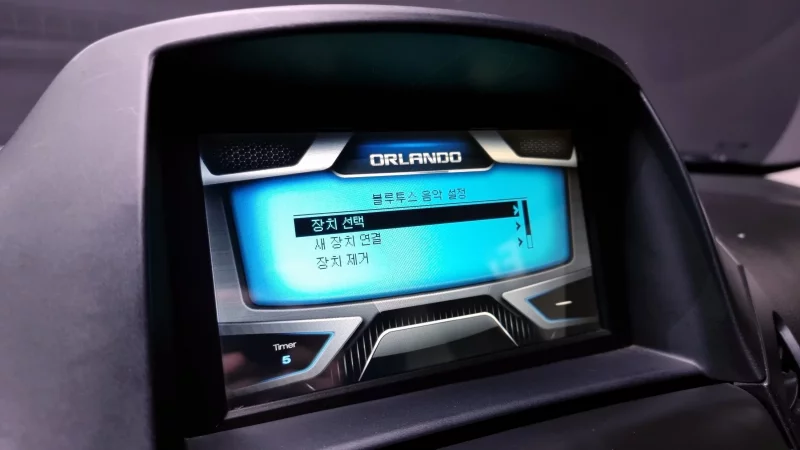 ORLANDO
블루투스 음악 설정
장치 선택
새 장치 연결
장치 제거
Timer
5